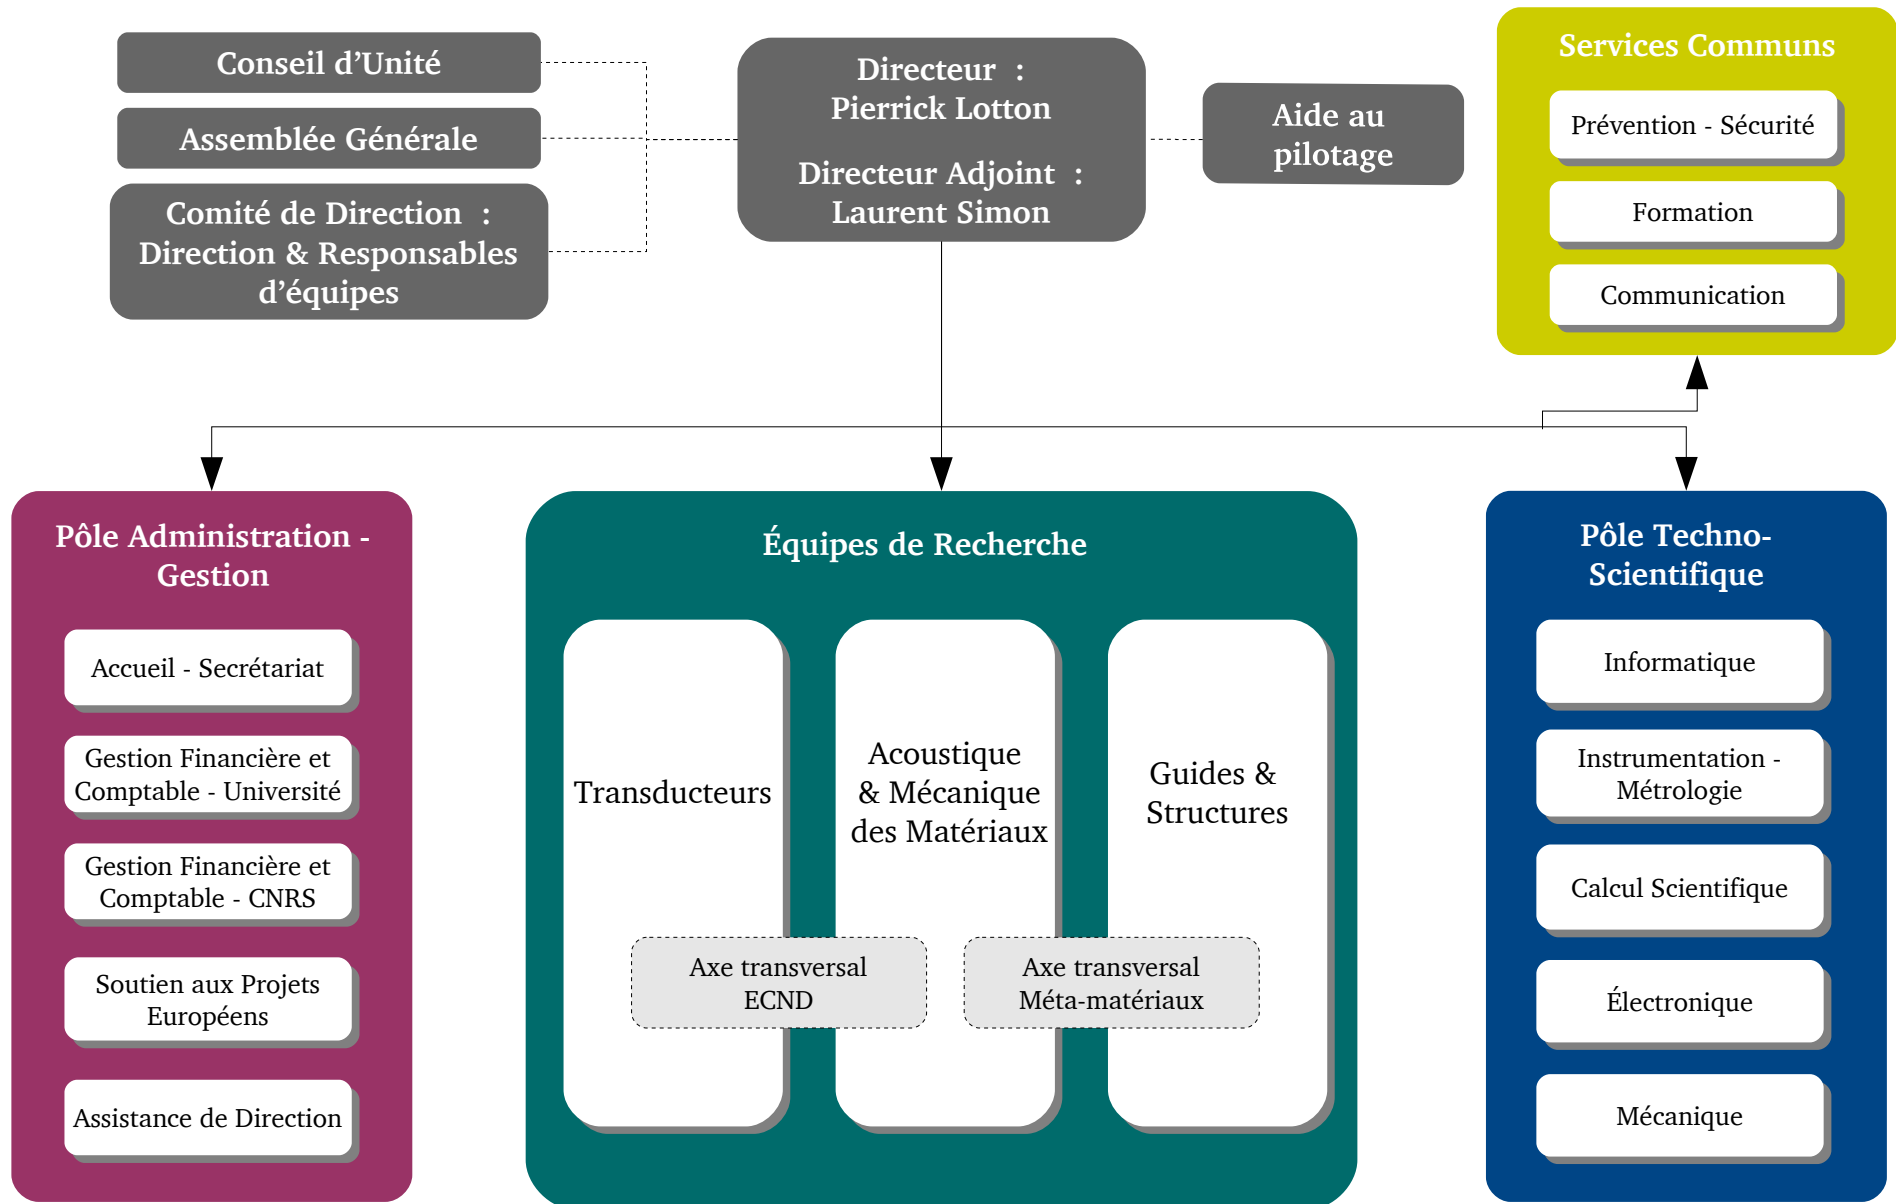 Conseil d’Unité
Assemblée Générale
Comité de Direction :
Direction & Responsables
d’équipes
Directeur :
Pierrick Lotton
Directeur Adjoint :
Laurent Simon
Aide au
pilotage
Services Communs
Prévention - Sécurité
Formation
Communication
Pôle Administration -
Gestion
Accueil - Secrétariat
Gestion Financière et
Comptable - Université
Gestion Financière et
Comptable - CNRS
Soutien aux Projets
Européens
Assistance de Direction
Équipes de Recherche
Transducteurs
Acoustique
& Mécanique
des Matériaux
Guides &
Structures
Axe transversal
ECND
Axe transversal
Méta-matériaux
Pôle Techno-
Scientifique
Informatique
Instrumentation -
Métrologie
Calcul Scientifique
Électronique
Mécanique